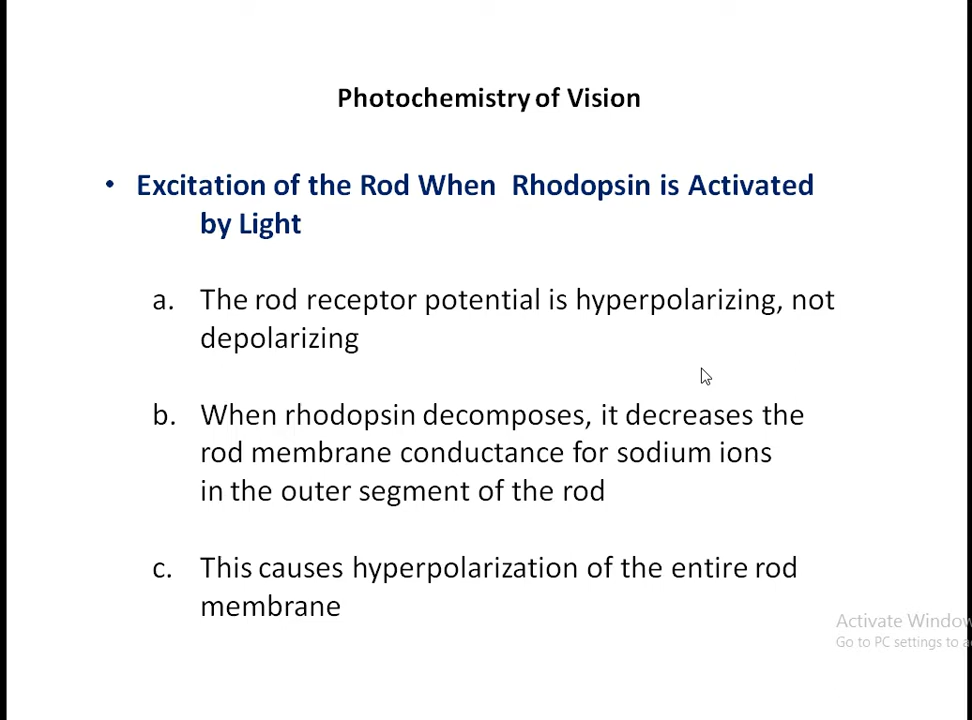 Photochemistry of Vision
• Excitation of the Rod When Rhodopsin is Activated
by Light
a. The rod receptor potential is hyperpolarizing, not
depolarizing
b. When rhodopsin decomposes, it decreases the
rod membrane conductance for sodium ions
in the outer segment of the rod
c. This causes hyperpolarization of the entire rod
membrane
Activate Window
Go to PC settings to a